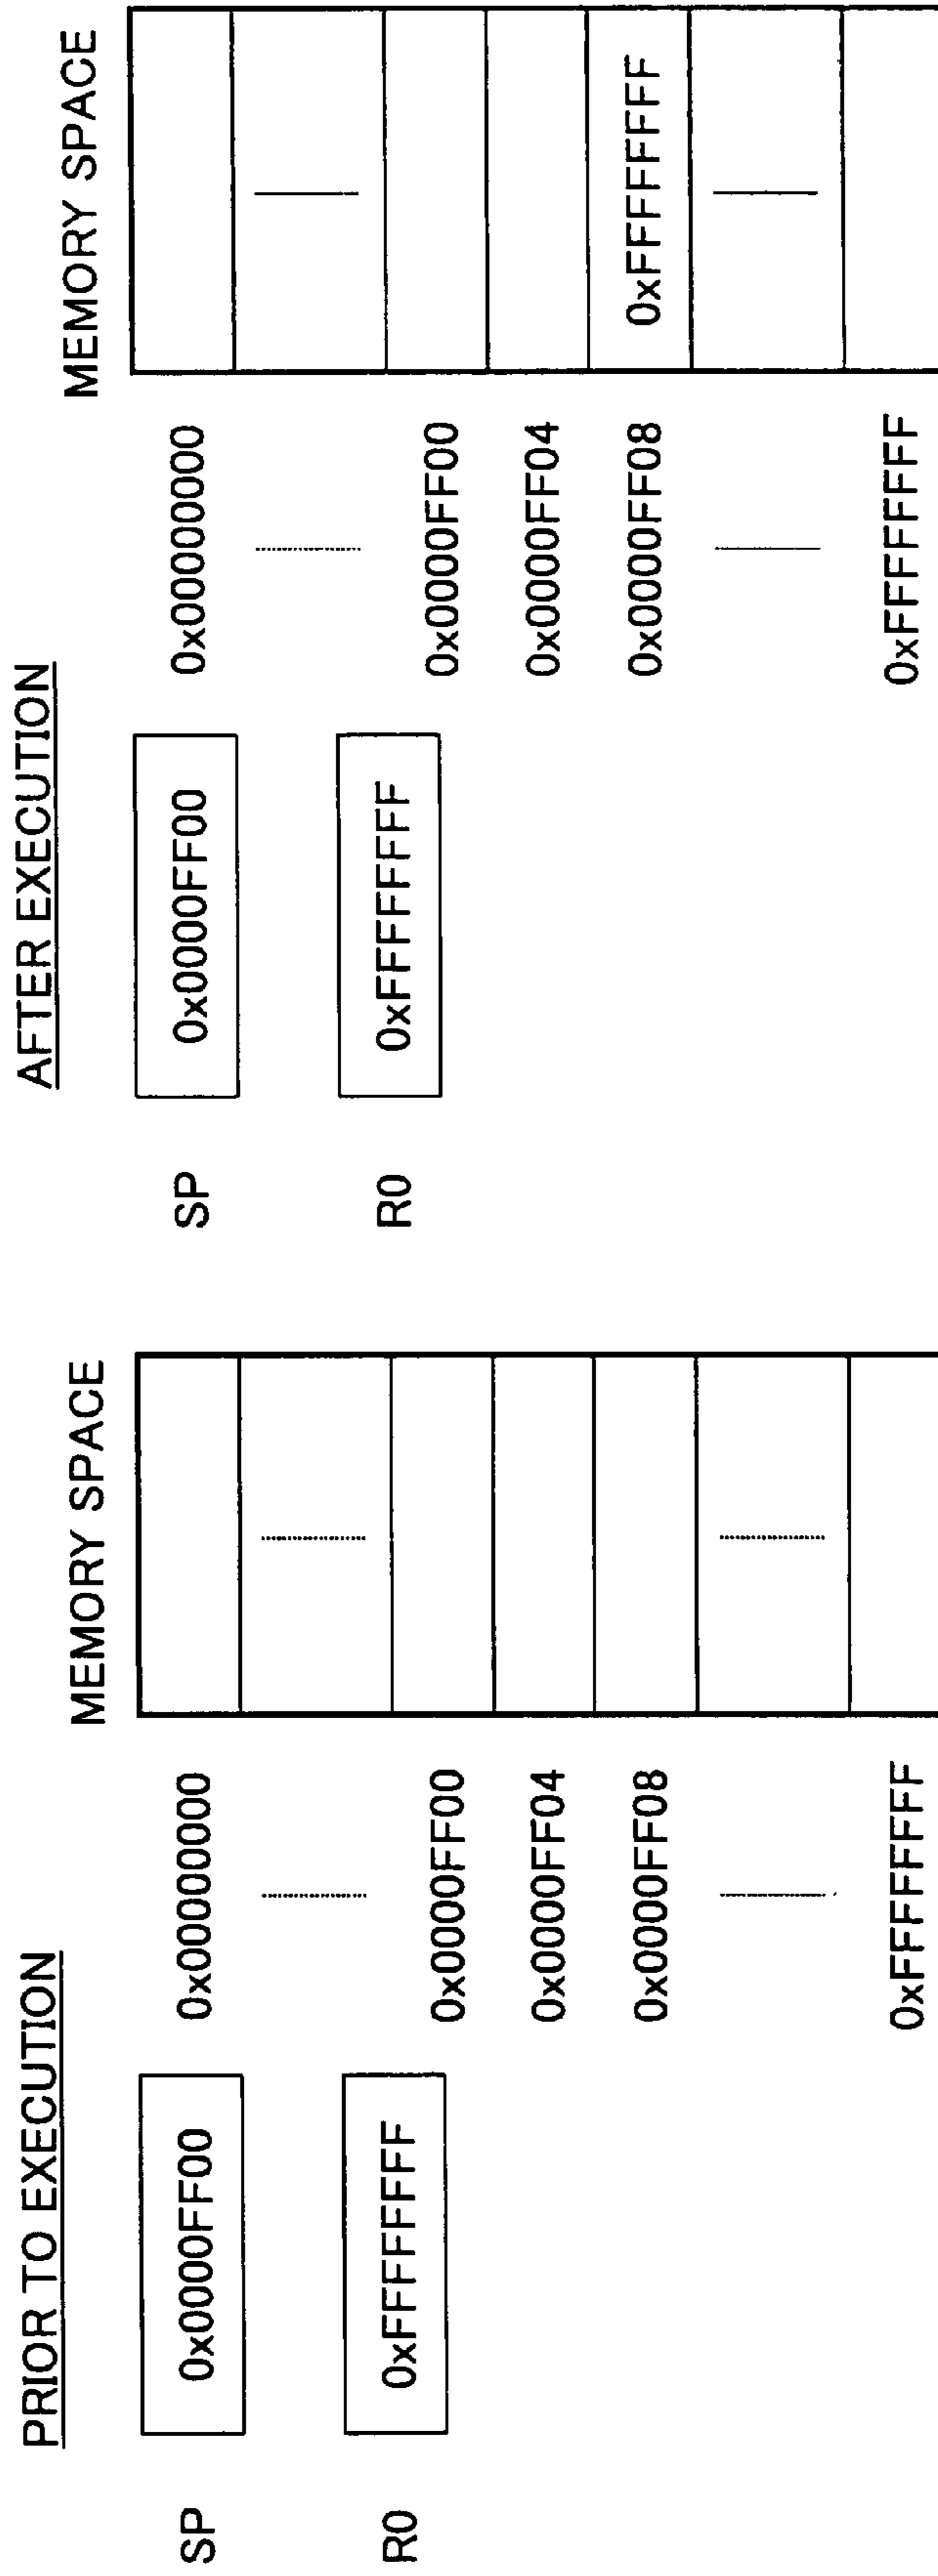 PRIOR TO EXECUTION
SP
0x0000FF00
R0
0xFFFFFFFF
MEMORY SPACE
0x00000000
0x0000FF00
0x0000FF04
0x0000FF08
0xFFFFFFFF
AFTER EXECUTION
SP
0x0000FF00
R0
0xFFFFFFFF
MEMORY SPACE
0x00000000
0x0000FF00
0x0000FF04
0x0000FF08
0xFFFFFFFF
0xFFFFFFFF